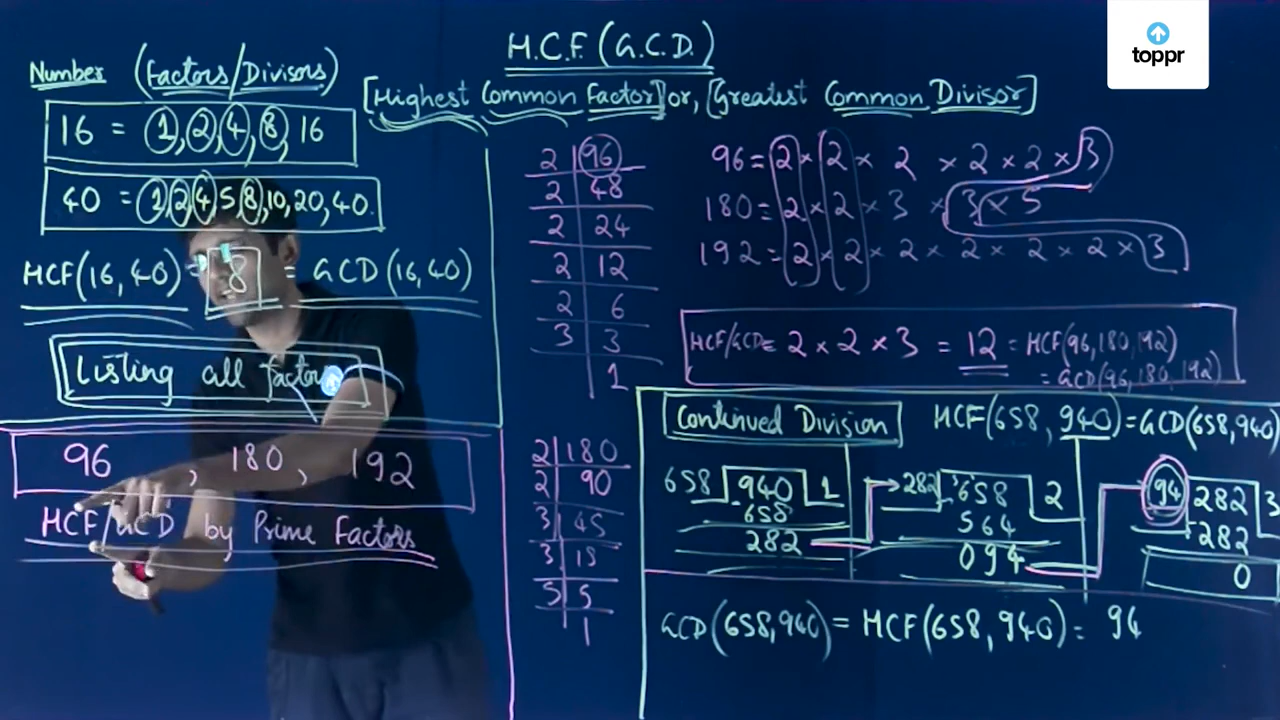 toppr
H.C.F (G.C.D.)
[Highest Common Factor] or, [Greatest Common Divisor]
Number (Factors/Divisors)
16 = 1, 2, 4, 8, 16
40 = 1, 2, 4, 5, 8, 10, 20, 40.
HCF(16,40) = 8 = GCD(16,40)
Listing all factors
96, 180, 192
HCF/GCD by Prime Factors
2 | 96
2 | 48
2 | 24
2 | 12
2 | 6
3 | 3
1
2 | 180
2 | 90
3 | 45
3 | 15
5 | 5
1
96 = 2 × 2 × 2 × 2 × 2 × 3
180 = 2 × 2 × 3 × 3 × 5
192 = 2 × 2 × 2 × 2 × 2 × 2 × 3
HCF/GCD = 2 × 2 × 3 = 12 = HCF(96,180,192)
= GCD(96,180,192)
Continued Division
HCF(658, 940) = GCD(658,940)
658 | 940 | 1
-658
282
282 | 658 | 2
564
094
94 | 282 | 3
-282
0
GCD(658,940) = HCF(658,940) = 94